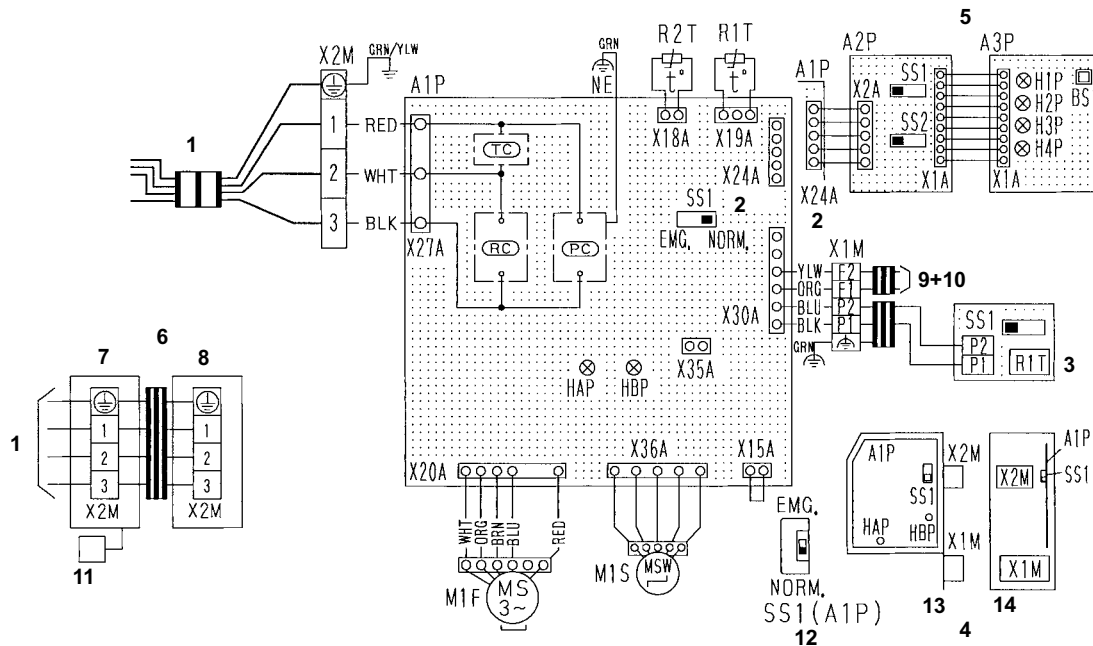 5
A2P
A3P
SS1
X2A
SS2
X1A
X1A
H1P
H2P
H3P
H4P
BS
A1P
X24A
2
R2T
R1T
t°
t°
X18A
X19A
GRN
NE
GRN/YLW
X2M
1
1
2
3
RED
WHT
BLK
A1P
X27A
TC
RC
PC
X24A
SS1
2
EMG. NORM.
X30A
X35A
HAP
HBP
YLW
ORG
BLU
BLK
GRN
X1M
F2
F1
P2
P1
9+10
SS1
P2
P1
R1T
3
6
7
8
1
1
2
3
X2M
1
2
3
X2M
11
X20A
X36A
X15A
WHT
ORG
BRN
BLU
RED
M1F
MS
3~
M1S
MSW
EMG.
NORM.
SS1(A1P)
12
A1P
SS1
HAP
HBP
X2M
X1M
13
A1P
X2M
SS1
X1M
14
4